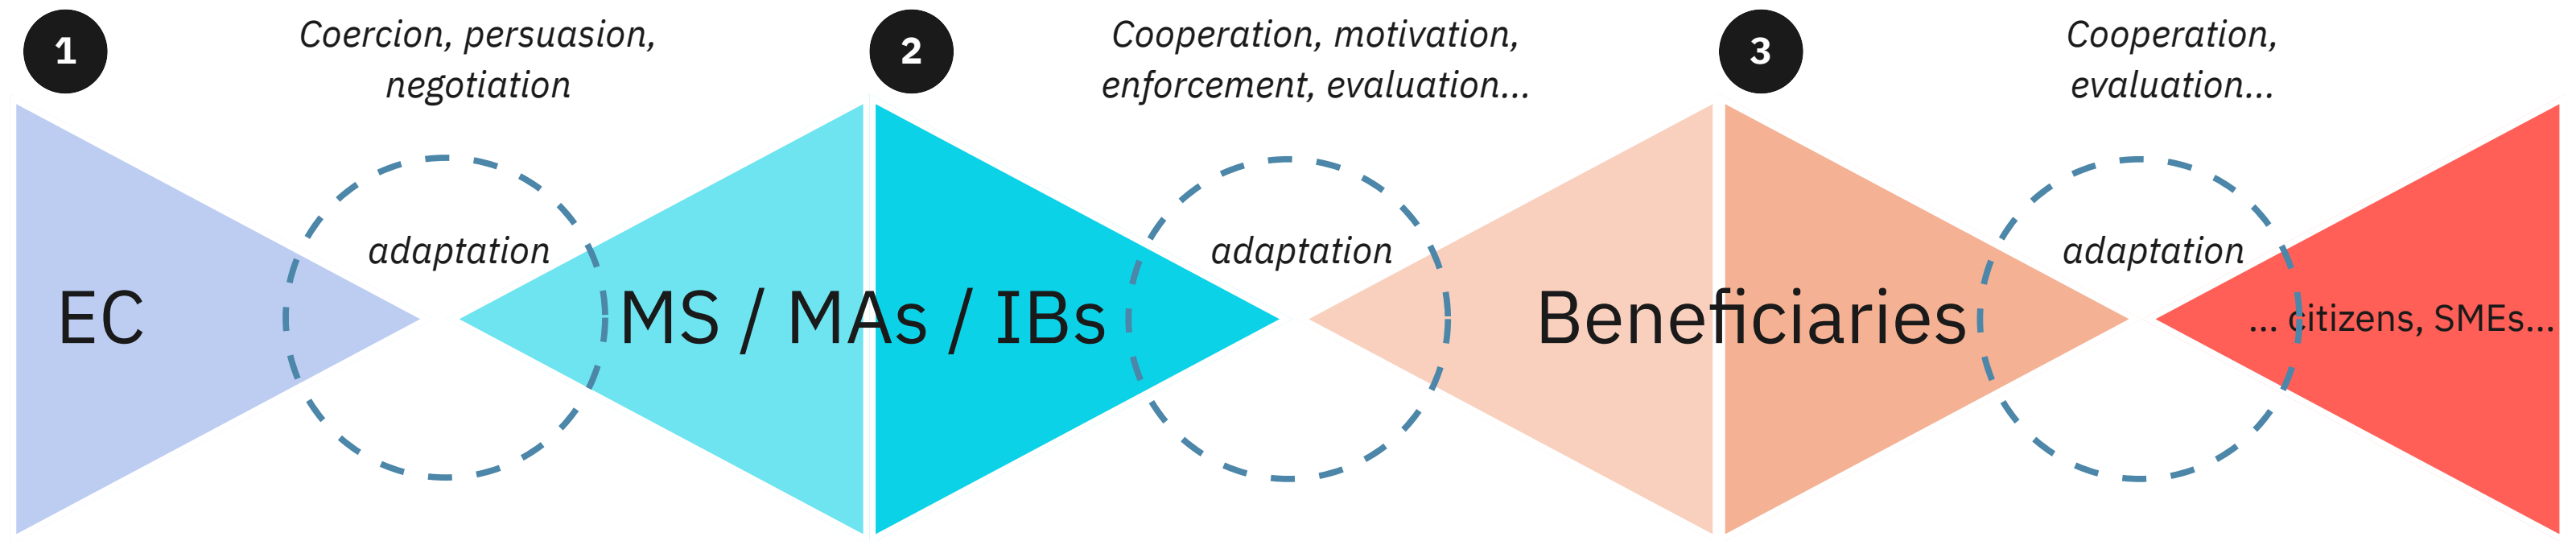 1
Coercion, persuasion,
negotiation
2
Cooperation, motivation,
enforcement, evaluation...
3
Cooperation,
evaluation...
adaptation
adaptation
adaptation
EC
MS / MAs / IBs
Beneficiaries
... citizens, SMEs...